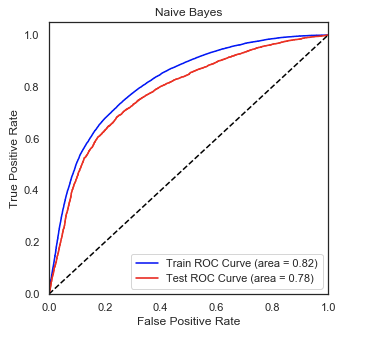 Naive Bayes
1.0
0.8
0.6
0.4
0.2
0.0
True Positive Rate
Train ROC Curve (area = 0.82)
Test ROC Curve (area = 0.78)
0.0 0.2 0.4 0.6 0.8 1.0
False Positive Rate